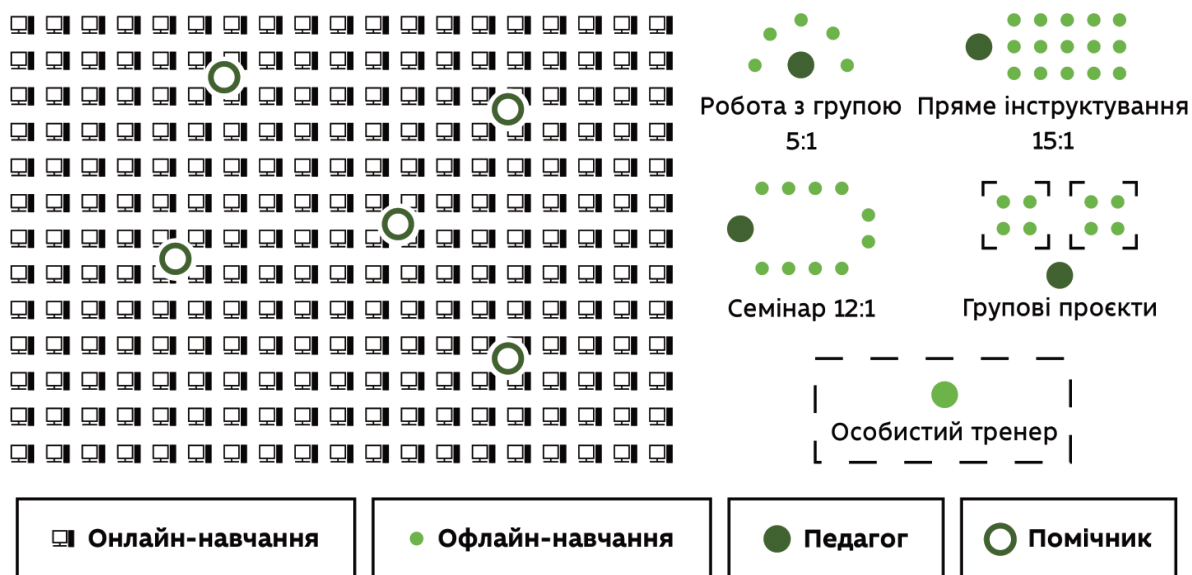 Робота з групою
5:1
Пряме інструктування
15:1
Семінар 12:1
Групові проєкти
Особистий тренер
Онлайн-навчання
Офлайн-навчання
Педагог
Помічник